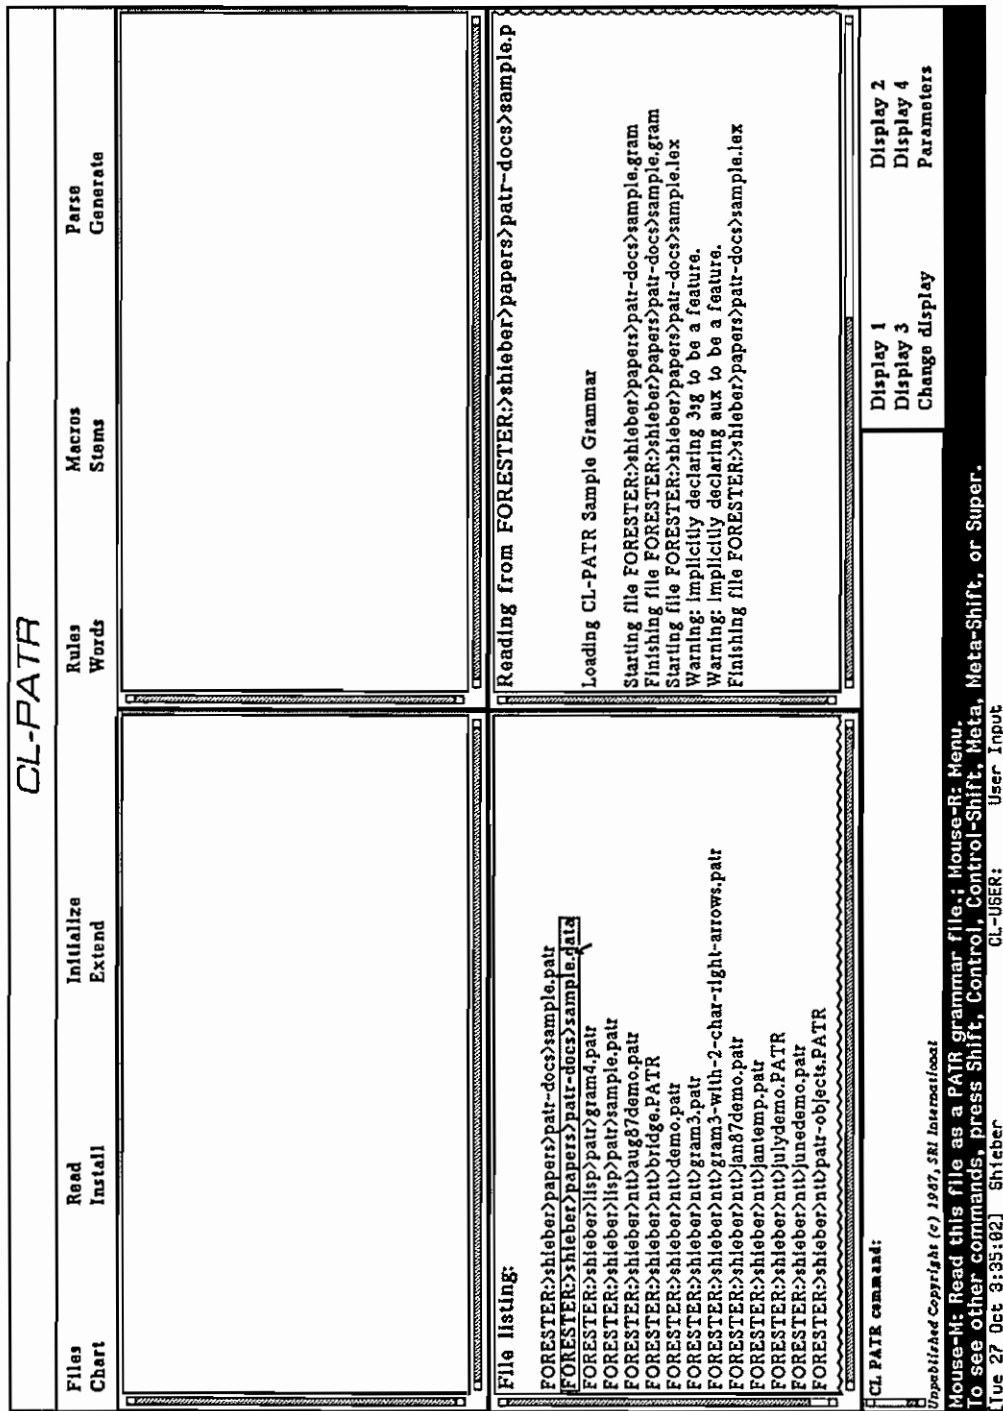 CL-PATR
Files Read Initialize Rules Macros Parse
Chart Install Extend Words Stems Generate
File listing:
FORESTER:>shieber>papers>patr-docs>sample.patr
FORESTER:>shieber>papers>patr-docs>sample.data
FORESTER:>shieber>lisp>patr>gram4.patr
FORESTER:>shieber>lisp>patr>sample.patr
FORESTER:>shieber>ntt>aug87demo.patr
FORESTER:>shieber>ntt>bridge.PATR
FORESTER:>shieber>ntt>demo.patr
FORESTER:>shieber>ntt>gram3.patr
FORESTER:>shieber>ntt>gram3-with-2-char-right-arrows.patr
FORESTER:>shieber>ntt>jan87demo.patr
FORESTER:>shieber>ntt>jantemp.patr
FORESTER:>shieber>ntt>julydemo.PATR
FORESTER:>shieber>ntt>junedemo.patr
FORESTER:>shieber>ntt>patr-objects.PATR
Reading from FORESTER:>shieber>papers>patr-docs>sample.p
Loading CL-PATR Sample Grammar
Starting file FORESTER:>shieber>papers>patr-docs>sample.gram
Finishing file FORESTER:>shieber>papers>patr-docs>sample.gram
Starting file FORESTER:>shieber>papers>patr-docs>sample.lex
Warning: Implicitly declaring 3sg to be a feature.
Warning: Implicitly declaring aux to be a feature.
Finishing file FORESTER:>shieber>papers>patr-docs>sample.lex
CL PATR command:
Display 1 Display 2
Display 3 Display 4
Change display Parameters
Unpublished Copyright (c) 1987, SRI International
Mouse-M: Read this file as a PATR grammar file.; Mouse-R: Menu.
To see other commands, press Shift, Control, Control-Shift, Meta, Meta-Shift, or Super.
[Tue 27 Oct 3:35:02] Shieber CL-USER: User Input